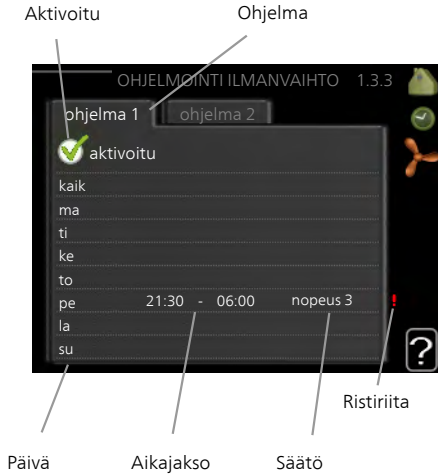 Aktivoitu Ohjelma
OHJELMOINTI ILMANVAIHTO 1.3.3
ohjelma 1 ohjelma 2
aktivoitu
kaik
ma
ti
ke
to
pe 21:30 - 06:00 nopeus 3 !
la
su
?
Ristiriita
Päivä Aikajakso Säätö